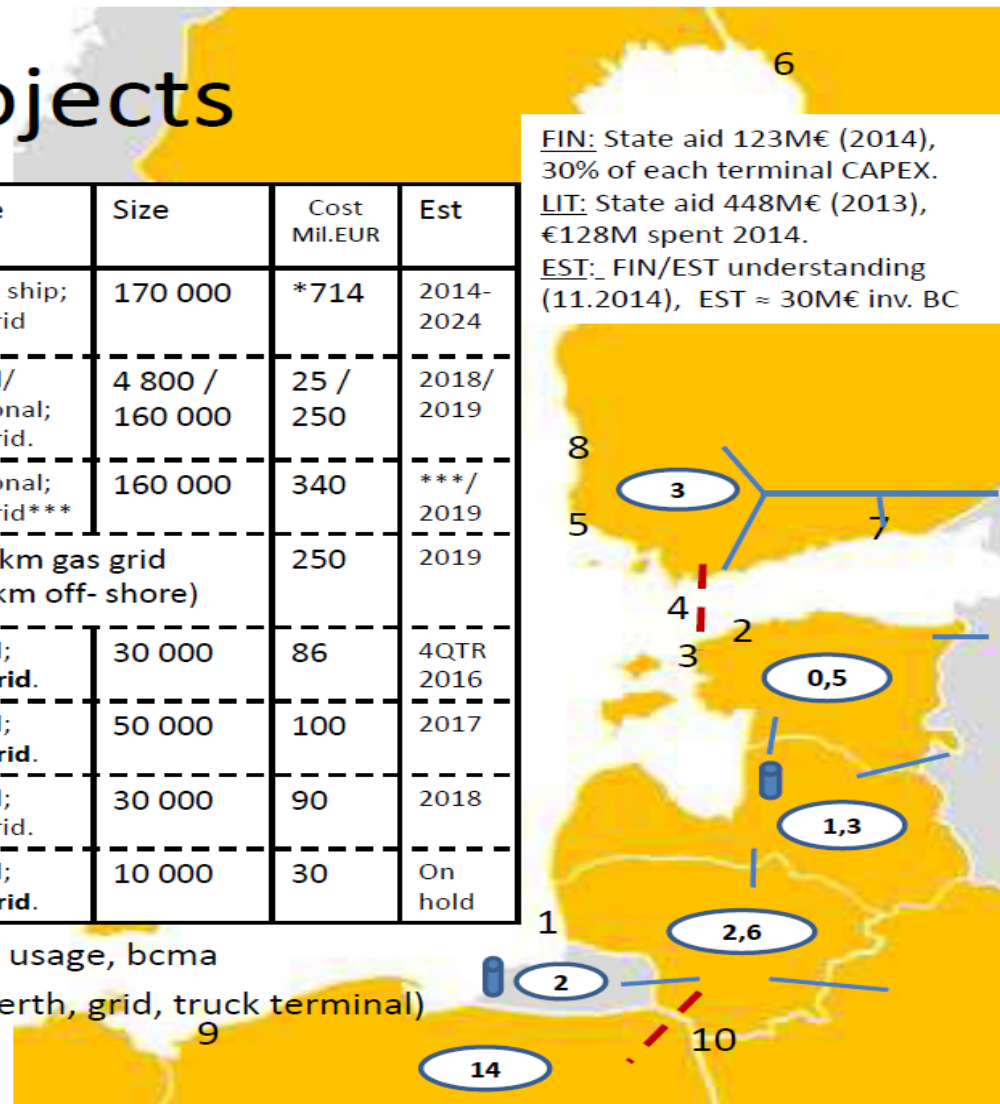 ojects
6
FIN: State aid 123M€ (2014),
30% of each terminal CAPEX.
LIT: State aid 448M€ (2013),
€128M spent 2014.
EST: FIN/EST understanding
(11.2014), EST ≈ 30M€ inv. BC
e Size Cost Mil.EUR Est
ship; 170 000 *714 2014-
rid 2024
l/ 4 800 / 25 / 2018/
onal; 160 000 250 2019
rid.
onal; 160 000 340 ***/
rid*** 2019
km gas grid 250 2019
km off- shore)
l; 30 000 86 4QTR
rid. 2016
l; 50 000 100 2017
rid.
l; 30 000 90 2018
rid.
l; 10 000 30 On
rid. hold
usage, bcma
erth, grid, truck terminal)
8
3
5
7
4
2
3
0,5
1,3
1
2,6
2
9
10
14